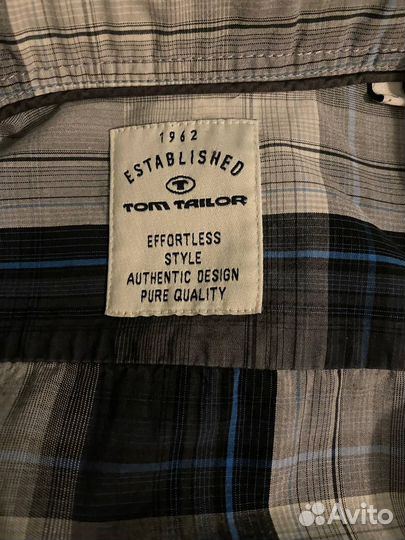 1962
ESTABLISHED
TOM TAILOR
EFFORTLESS
STYLE
AUTHENTIC DESIGN
PURE QUALITY
Avito